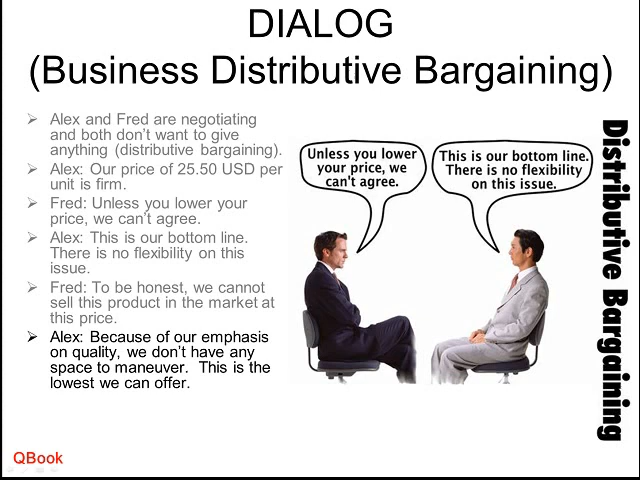 DIALOG
(Business Distributive Bargaining)
Alex and Fred are negotiating
and both don't want to give
anything (distributive bargaining).
Alex: Our price of 25.50 USD per
unit is firm.
Fred: Unless you lower your
price, we can't agree.
Alex: This is our bottom line.
There is no flexibility on this
issue.
Fred: To be honest, we cannot
sell this product in the market at
this price.
Alex: Because of our emphasis
on quality, we don't have any
space to maneuver.  This is the
lowest we can offer.
Unless you lower
your price, we
can't agree.
This is our bottom line.
There is no flexibility
on this issue.
Distributive Bargaining
QBook